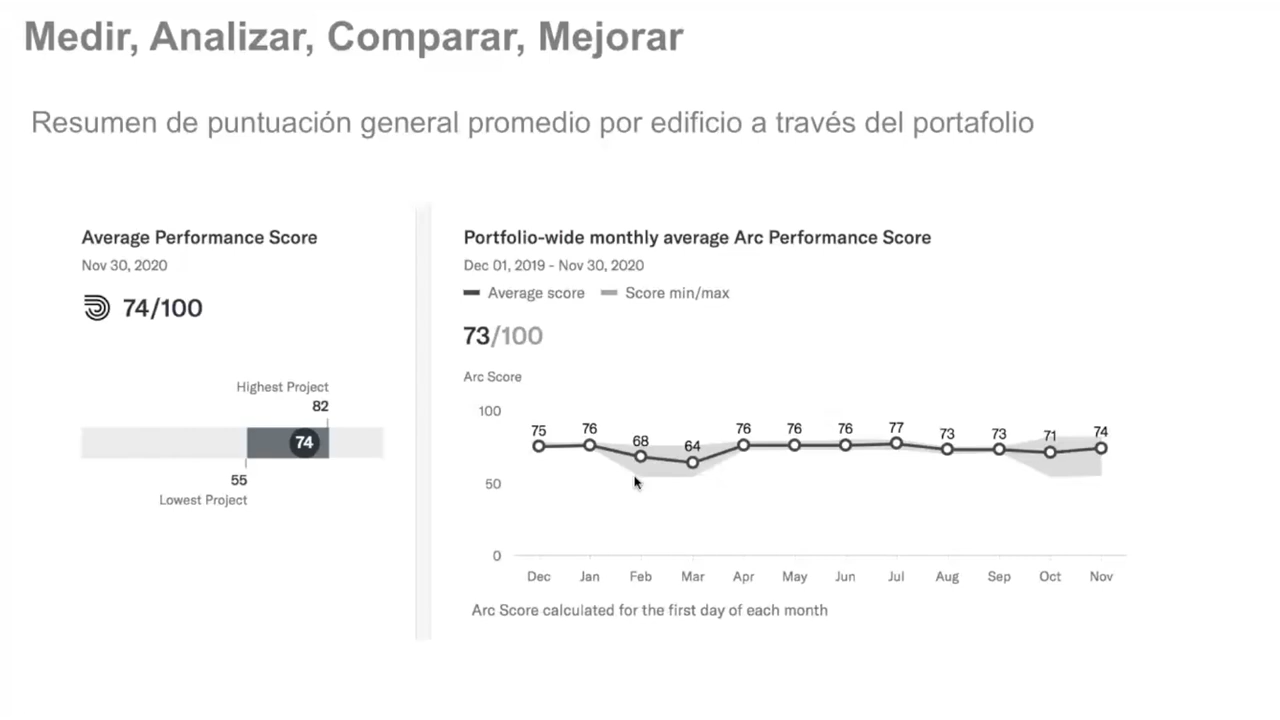 Medir, Analizar, Comparar, Mejorar
Resumen de puntuación general promedio por edificio a través del portafolio
Average Performance Score
Nov 30, 2020
74/100
Highest Project
82
74
55
Lowest Project
Portfolio-wide monthly average Arc Performance Score
Dec 01, 2019 - Nov 30, 2020
Average score Score min/max
73/100
Arc Score
100
75 76 68 64 76 76 76 77 73 73 71 74
50
0
Dec Jan Feb Mar Apr May Jun Jul Aug Sep Oct Nov
Arc Score calculated for the first day of each month